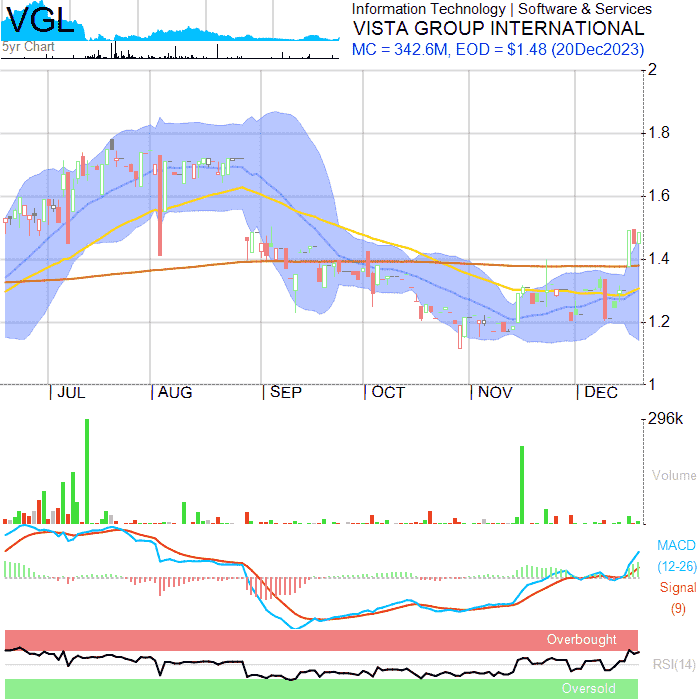 VGL
5yr Chart
Information Technology | Software & Services
VISTA GROUP INTERNATIONAL
MC = 342.6M, EOD = $1.48 (20Dec2023)
2
1.8
1.6
1.4
1.2
1
JUL AUG SEP OCT NOV DEC
296k
Volume
MACD
(12-26)
Signal
(9)
Overbought
RSI(14)
Oversold